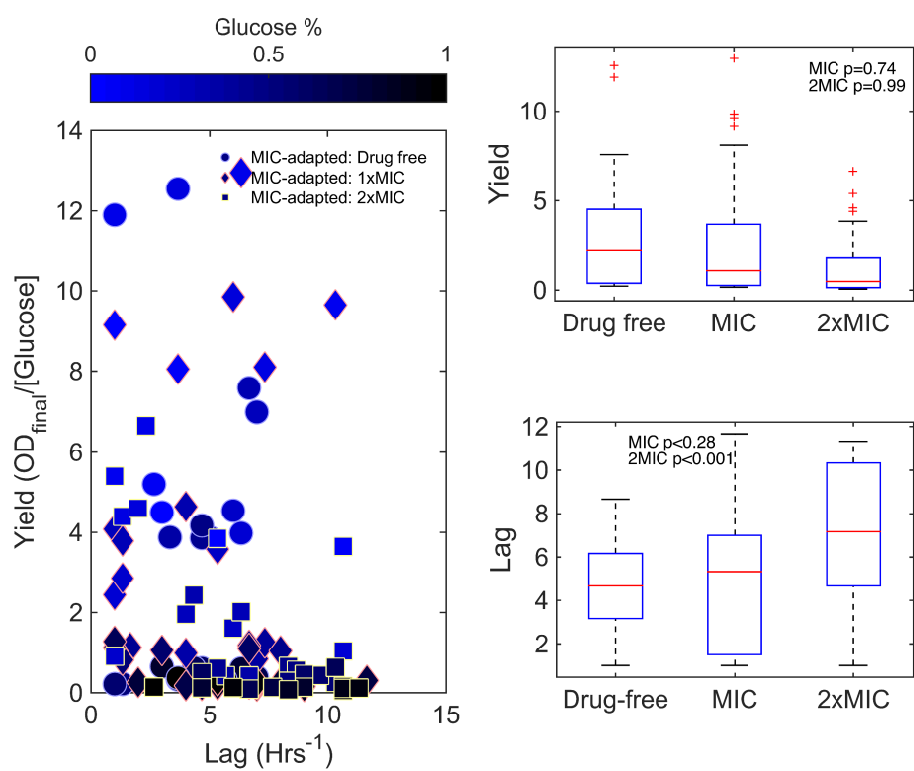 Glucose %
0 0.5 1
14
12
10
8
6
4
2
0
Yield (OD_final/[Glucose]
MIC-adapted: Drug free
MIC-adapted: 1xMIC
MIC-adapted: 2xMIC
0 5 10 15
Lag (Hrs^-1)
Yield
10
5
0
MIC p=0.74
2MIC p=0.99
Drug free MIC 2xMIC
Lag
12
10
8
6
4
2
MIC p<0.28
2MIC p<0.001
Drug-free MIC 2xMIC